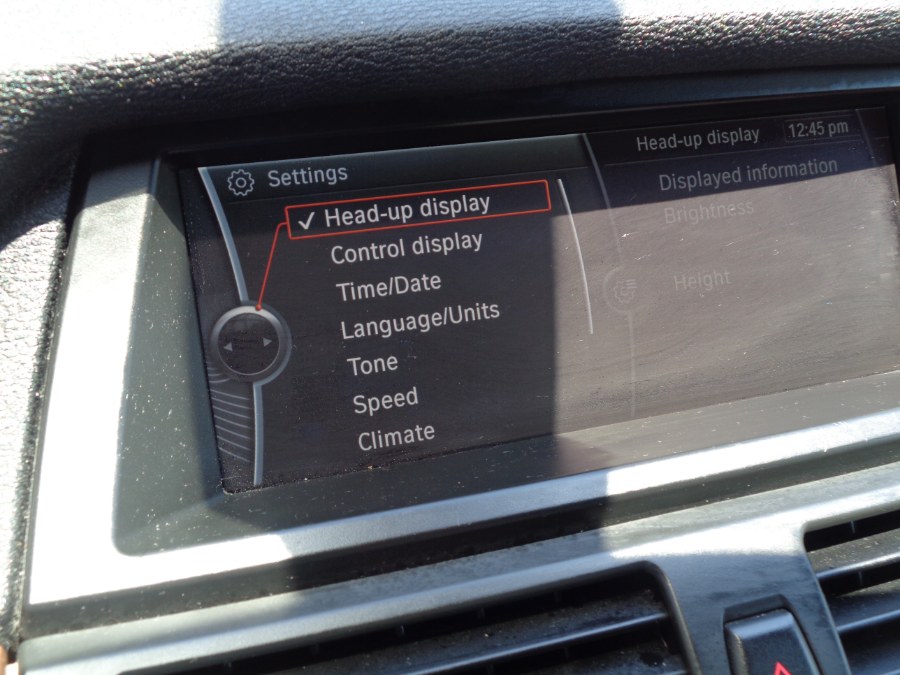 Settings
✓ Head-up display
Control display
Time/Date
Language/Units
Tone
Speed
Climate
Head-up display 12:45 pm
Displayed information
Brightness
Height